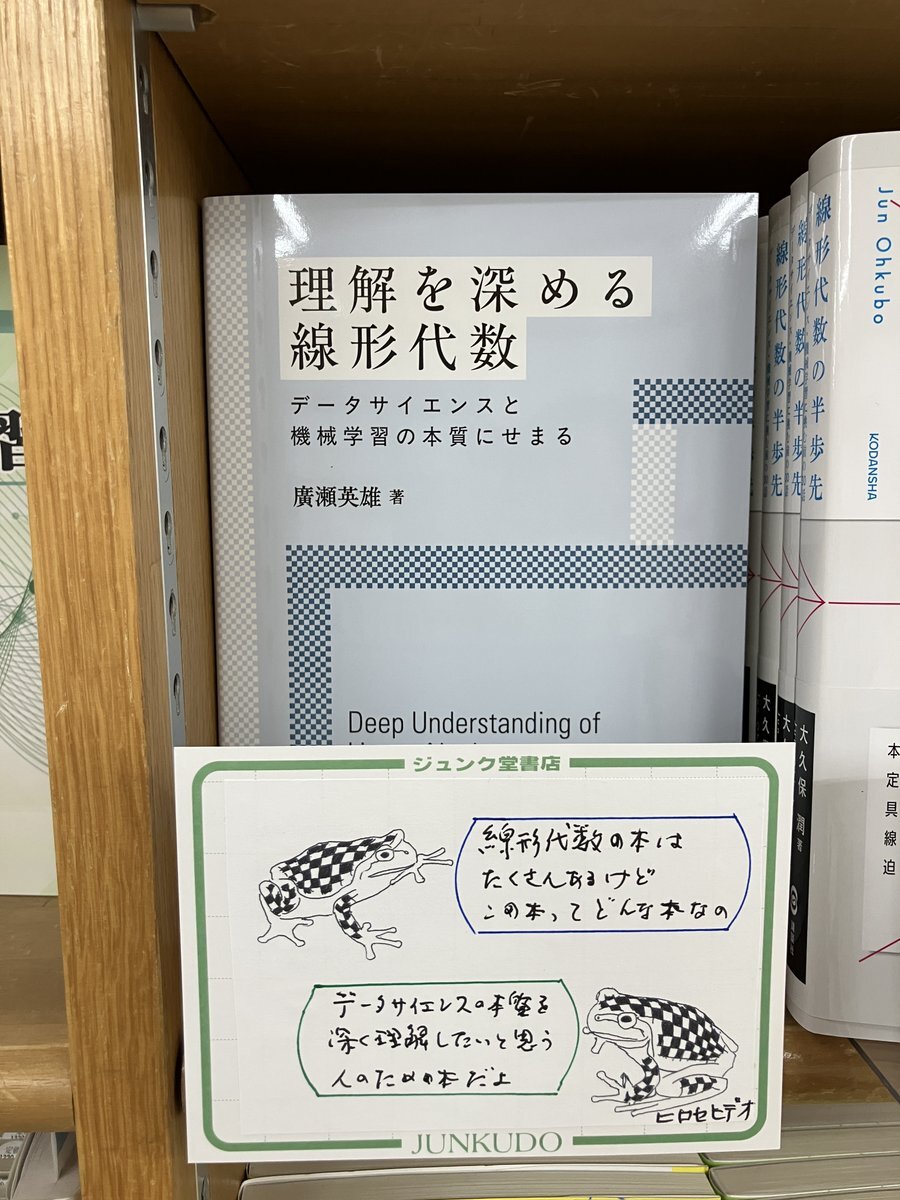 理解を深める
線形代数
データサイエンスと
機械学習の本質にせまる
廣瀬英雄 著
Deep Understanding of
ジュンク堂書店
線形代数の本は
たくさんあるけど
この本ってどんな本なの
データサイエンスの本質を
深く理解したいと思う
人のための本だよ
ヒロセヒデオ
JUNKUDO
線形代数の半歩先
線形代数の半歩先
線形代数の半歩先
Jun Ohkubo
KODANSHA
大久保 潤 著
本
定
具
線
迫
習